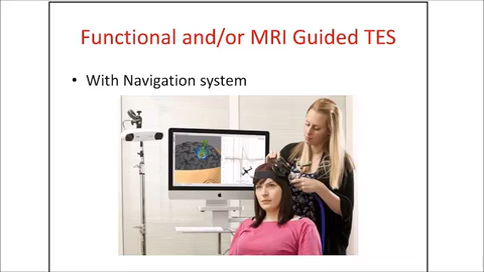 Functional and/or MRI Guided TES
• With Navigation system